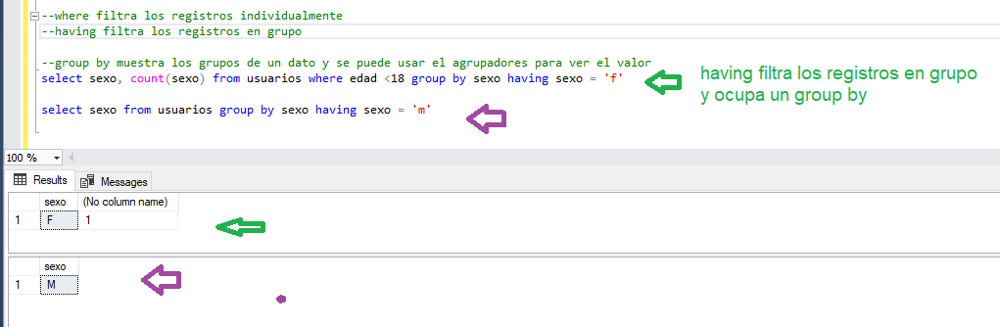 --where filtra los registros individualmente
--having filtra los registros en grupo
--group by muestra los grupos de un dato y se puede usar el agrupadores para ver el valor
select sexo, count(sexo) from usuarios where edad <18 group by sexo having sexo = 'f'
having filtra los registros en grupo
y ocupa un group by
select sexo from usuarios group by sexo having sexo = 'm'
100 %
Results Messages
sexo (No column name)
1 F 1
sexo
1 M